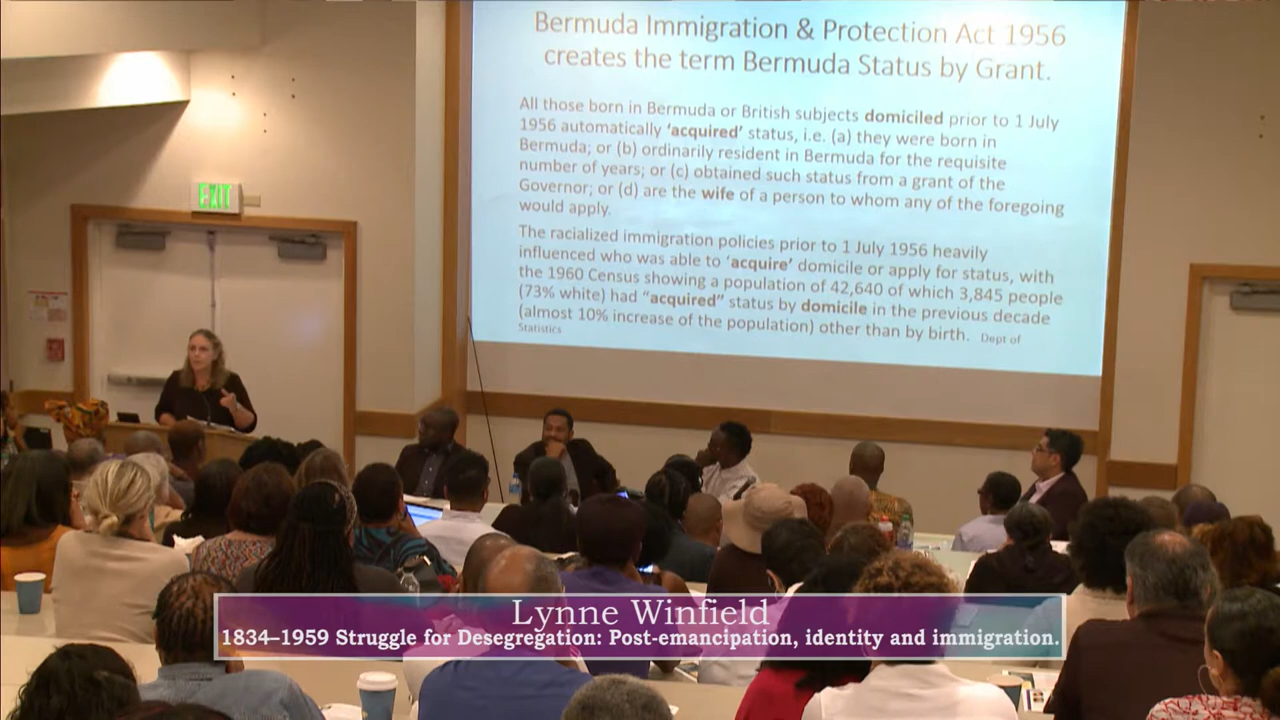 Bermuda Immigration & Protection Act 1956
creates the term Bermuda Status by Grant.
All those born in Bermuda or British subjects domiciled prior to 1 July
1956 automatically 'acquired' status, i.e. (a) they were born in
Bermuda; or (b) ordinarily resident in Bermuda for the requisite
number of years; or (c) obtained such status from a grant of the
Governor; or (d) are the wife of a person to whom any of the foregoing
would apply.
The racialized immigration policies prior to 1 July 1956 heavily
influenced who was able to 'acquire' domicile or apply for status, with
the 1960 Census showing a population of 42,640 of which 3,845 people
(73% white) had "acquired" status by domicile in the previous decade
(almost 10% increase of the population) other than by birth. Dept of
Statistics
EXIT
Lynne Winfield
1834–1959 Struggle for Desegregation: Post-emancipation, identity and immigration.